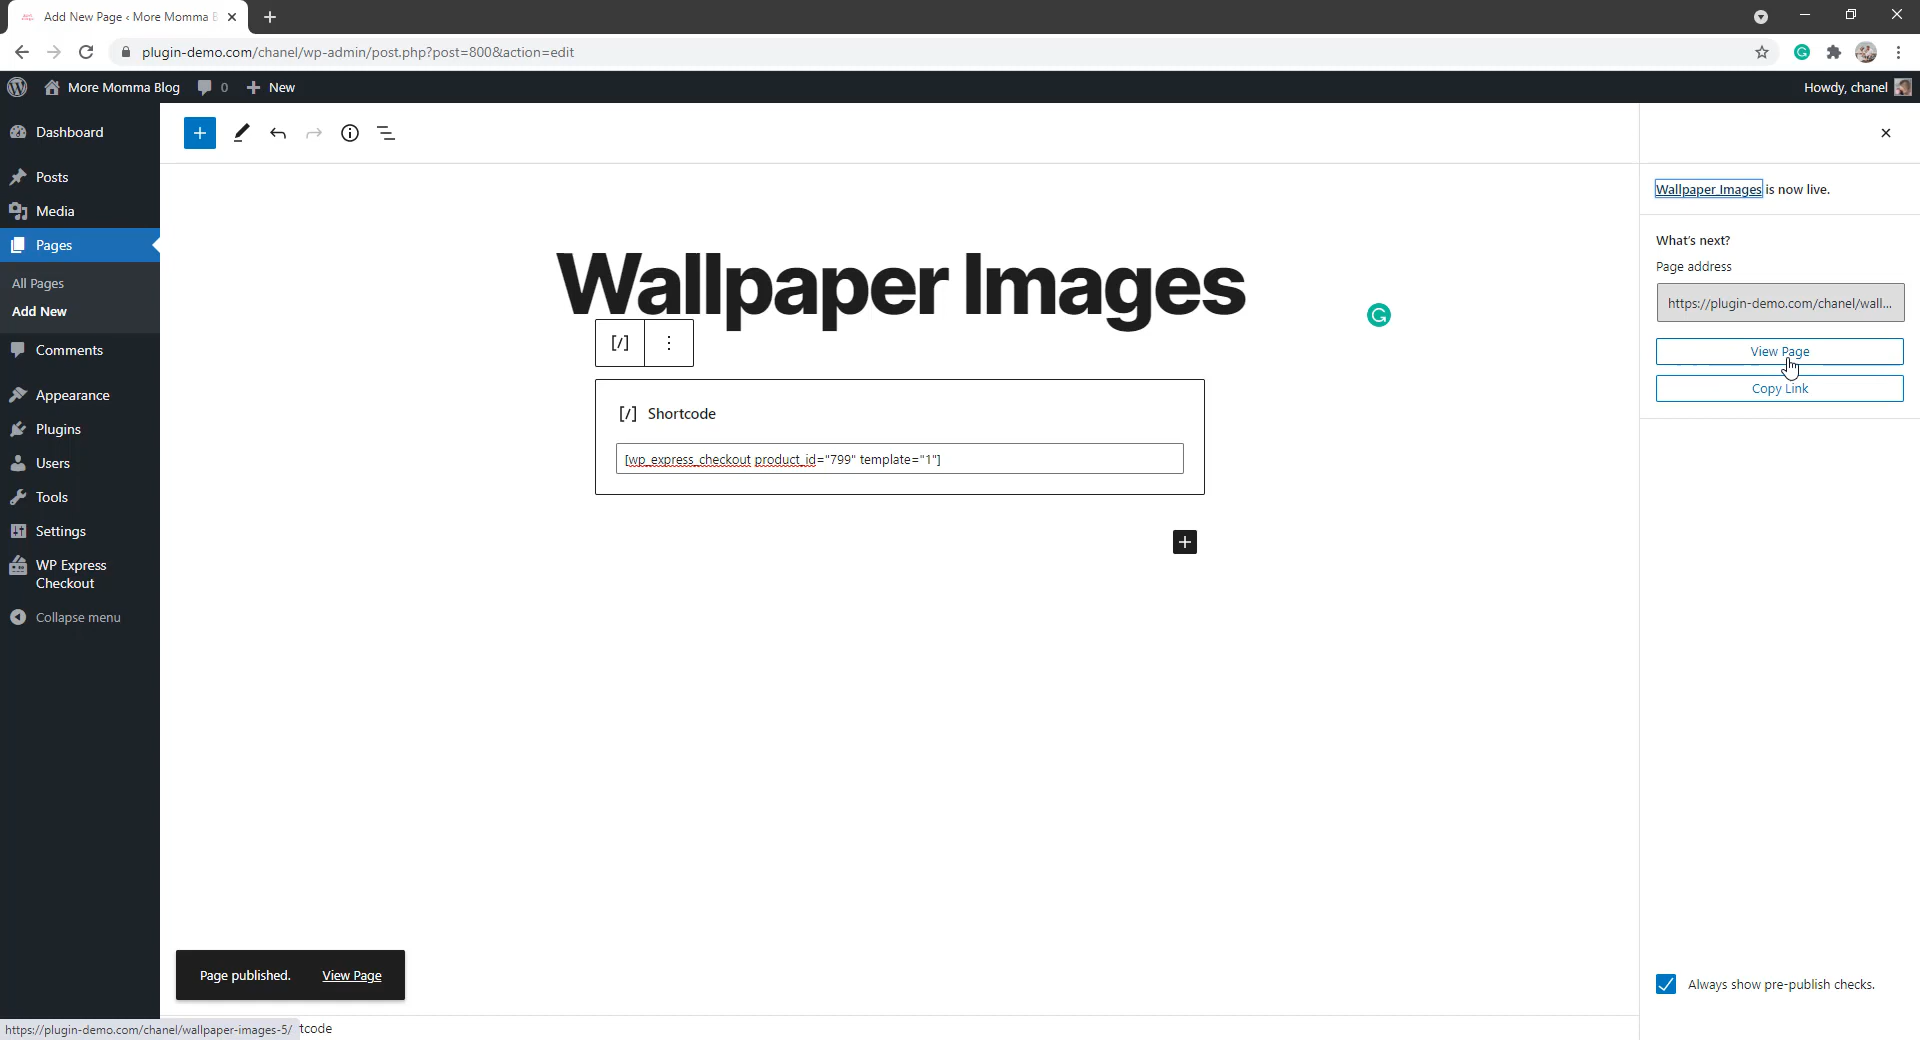 Add New Page ‹ More Momma B
plugin-demo.com/chanel/wp-admin/post.php?post=800&action=edit
More Momma Blog
0
New
Howdy, chanel
Dashboard
Posts
Media
Pages
All Pages
Add New
Comments
Appearance
Plugins
Users
Tools
Settings
WP Express
Checkout
Collapse menu
Wallpaper Images
[/]
[/] Shortcode
[wp_express_checkout product_id="799" template="1"]
Wallpaper Images is now live.
What's next?
Page address
https://plugin-demo.com/chanel/wall...
View Page
Copy Link
Always show pre-publish checks.
Page published. View Page
https://plugin-demo.com/chanel/wallpaper-images-5/
tcode